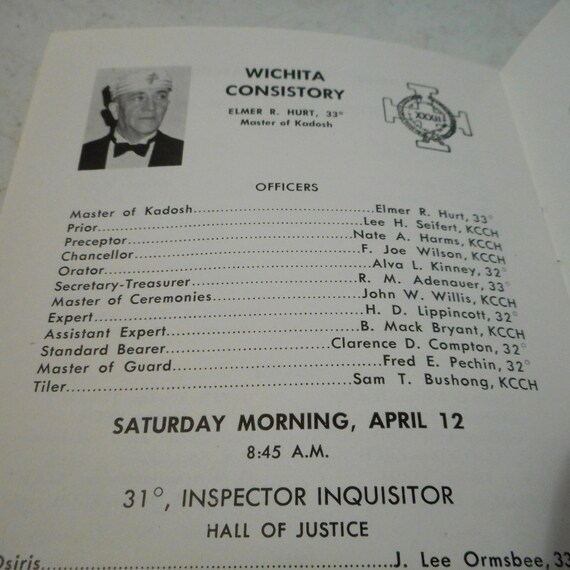 WICHITA
CONSISTORY
ELMER R. HURT, 33°
Master of Kadosh
XXXII
OFFICERS
Master of Kadosh..............................Elmer R. Hurt, 33°
Prior..............................Lee H. Seifert, KCCH
Preceptor..............................Nate A. Harms, KCCH
Chancellor..............................F. Joe Wilson, KCCH
Orator..............................Alva L. Kinney, 32°
Secretary-Treasurer..............................R. M. Adenauer, 33°
Master of Ceremonies..............................John W. Willis, KCCH
Expert..............................H. D. Lippincott, 32°
Assistant Expert..............................B. Mack Bryant, KCCH
Standard Bearer..............................Clarence D. Compton, 32°
Master of Guard..............................Fred E. Pechin, 32°
Tiler..............................Sam T. Bushong, KCCH
SATURDAY MORNING, APRIL 12
8:45 A.M.
31°, INSPECTOR INQUISITOR
HALL OF JUSTICE
Osiris..............................J. Lee Ormsbee, 33